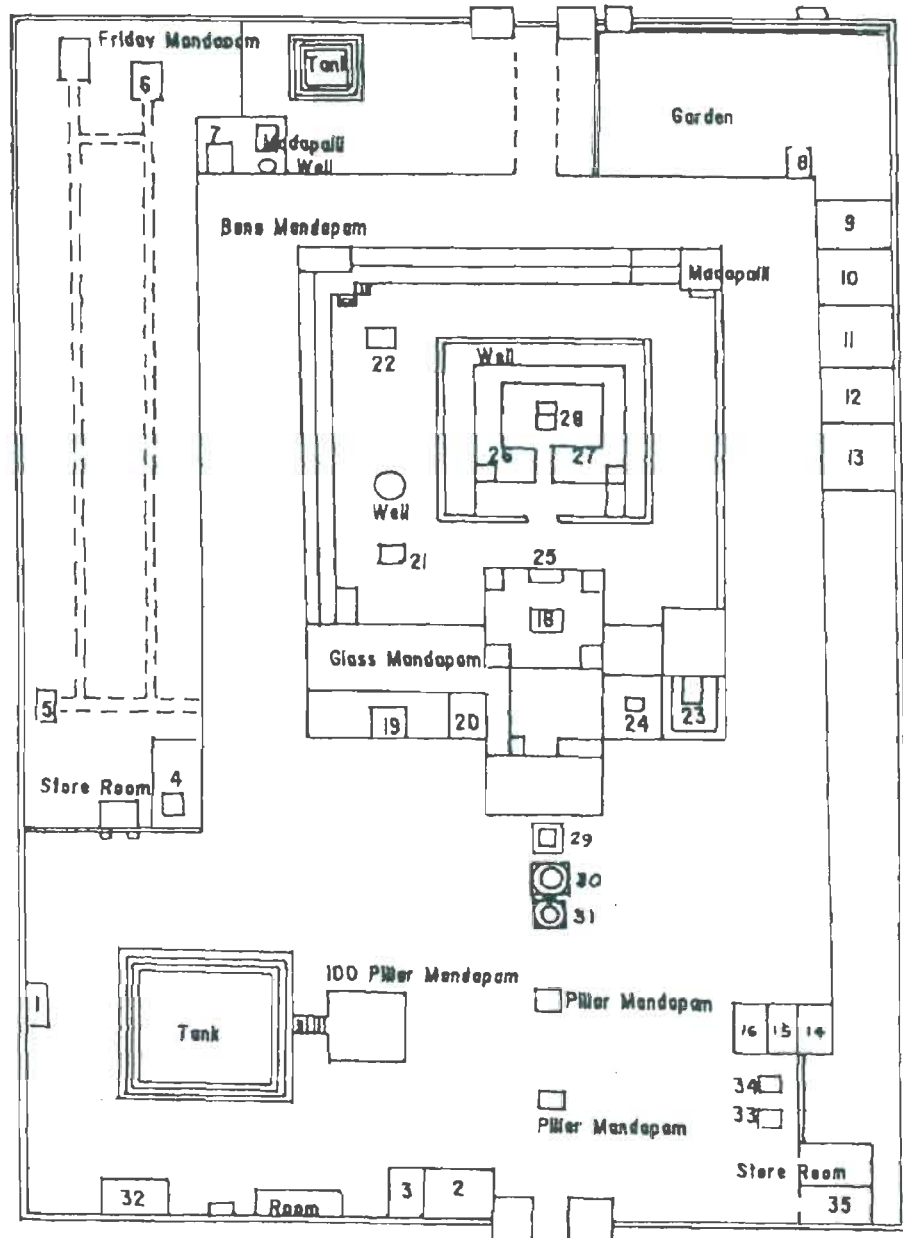 Friday Mandapam
6
Tank
Garden
7
Madapalli
Well
8
9
Bana Mandapam
Madapalli
10
22
Well
11
28
12
26
27
13
Well
21
25
18
Glass Mandapam
5
19
20
24
23
Store Room
4
29
30
31
100 Pillar Mandapam
1
Tank
Pillar Mandapam
16
15
14
34
33
Pillar Mandapam
Store Room
32
Room
3
2
35